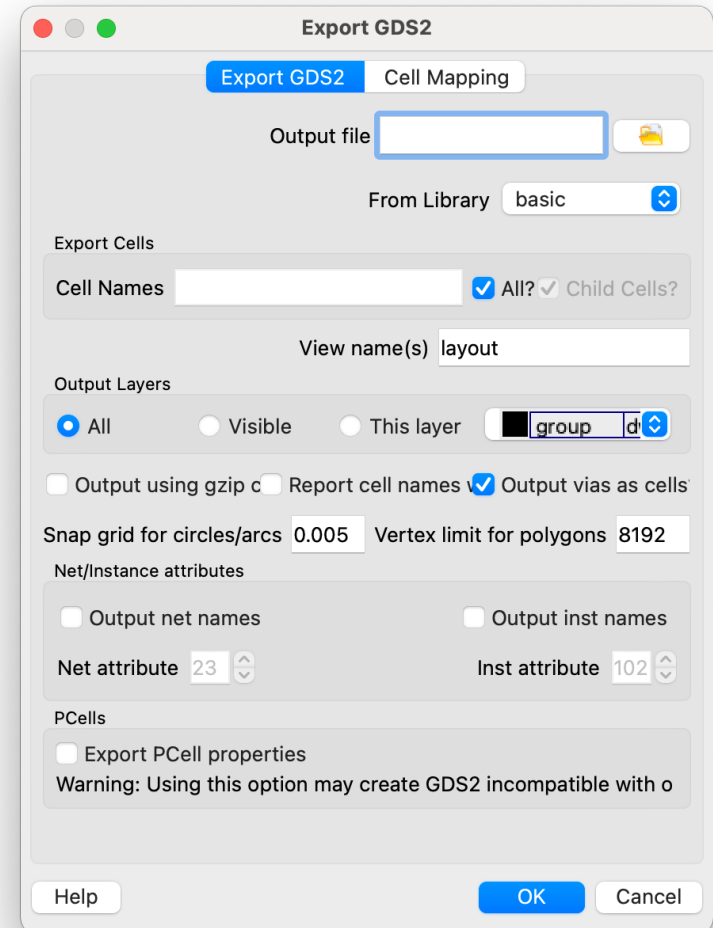 Export GDS2
Export GDS2 Cell Mapping
Output file
From Library basic
Export Cells
Cell Names All? Child Cells?
View name(s) layout
Output Layers
All Visible This layer group
Output using gzip Report cell names Output vias as cells
Snap grid for circles/arcs 0.005 Vertex limit for polygons 8192
Net/Instance attributes
Output net names Output inst names
Net attribute 23 Inst attribute 102
PCells
Export PCell properties
Warning: Using this option may create GDS2 incompatible with o
Help OK Cancel